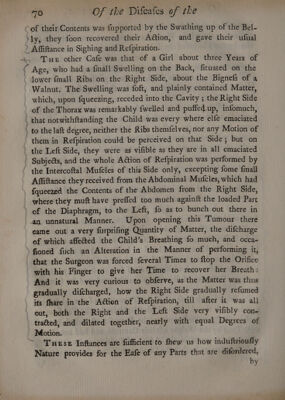 70 Of the Diſeaſes of the
of their Contents was ſupported by the Swathing up of the Bel-
ly, they ſoon recovered their Action, and gave their uſual
Aſſiſtance in Sighing and Reſpiration.
THE other Caſe was that of a Girl about three Years of
Age, who had a ſmall Swelling on the Back, ſituated on the
lower ſmall Ribs on the Right Side, about the Bigneſs of a
Walnut. The Swelling was ſoft, and plainly contained Matter,
which, upon ſqueezing, receded into the Cavity; the Right Side
of the Thorax was remarkably ſwelled and puffed up, inſomuch,
that notwithſtanding the Child was every where elſe emaciated
to the laſt degree, neither the Ribs themſelves, nor any Motion of
them in Reſpiration could be perceived on that Side; but on
the Left Side, they were as viſible as they are in all emaciated
Subjects, and the whole Action of Reſpiration was performed by
the Intercoſtal Muſcles of this Side only, excepting ſome ſmall
Aſſiſtance they received from the Abdominal Muſcles, which had
ſqueezed the Contents of the Abdomen from the Right Side,
where they muſt have preſſed too much againſt the loaded Part
of the Diaphragm, to the Left, ſo as to bunch out there in
an unnatural Manner. Upon opening this Tumour there
came out a very ſurpriſing Quantity of Matter, the diſcharge
of which affected the Child's Breathing ſo much, and occa-
ſioned ſuch an Alteration in the Manner of performing it,
that the Surgeon was forced ſeveral Times to ſtop the Orifice
with his Finger to give her Time to recover her Breath:
And it was very curious to obſerve, as the Matter was thus
gradually diſcharged, how the Right Side gradually reſumed
its ſhare in the Action of Reſpiration, till after it was all
out, both the Right and the Left Side very viſibly con-
tracted, and dilated together, nearly with equal Degrees of
Motion.
THESE Inſtances are ſufficient to ſhew us how induſtriouſly
Nature provides for the Eaſe of any Parts that are diſordered,
by